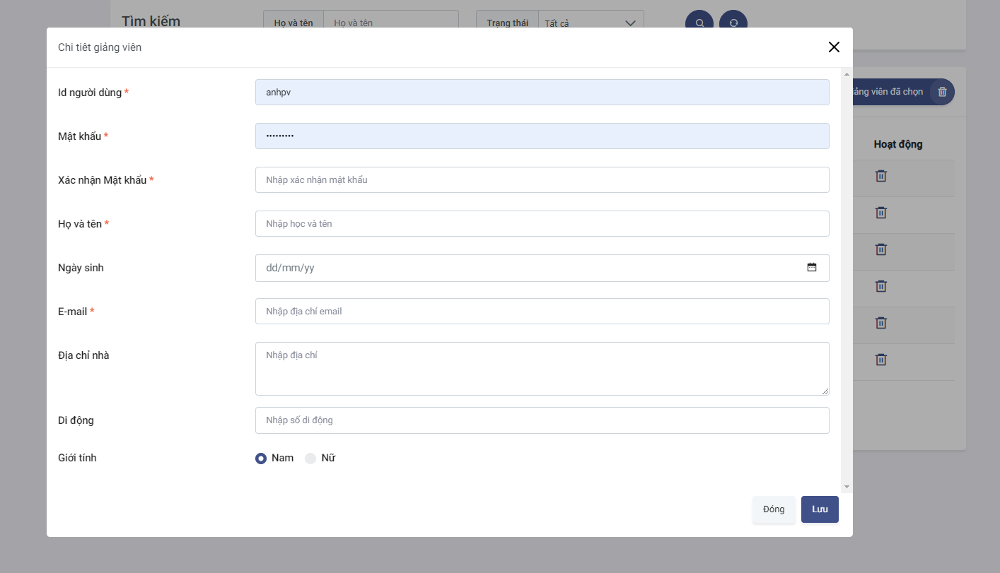 Tìm kiếm
Họ và tên
Họ và tên
Trạng thái
Tất cả
Chi tiêt giảng viên
Id người dùng *
anhpv
giảng viên đã chọn
Mật khẩu *
•••••••••
Hoạt động
Xác nhận Mật khẩu *
Nhập xác nhận mật khẩu
Họ và tên *
Nhập học và tên
Ngày sinh
dd/mm/yy
E-mail *
Nhập địa chỉ email
Địa chỉ nhà
Nhập địa chỉ
Di động
Nhập số di động
Giới tính
Nam
Nữ
Đóng
Lưu